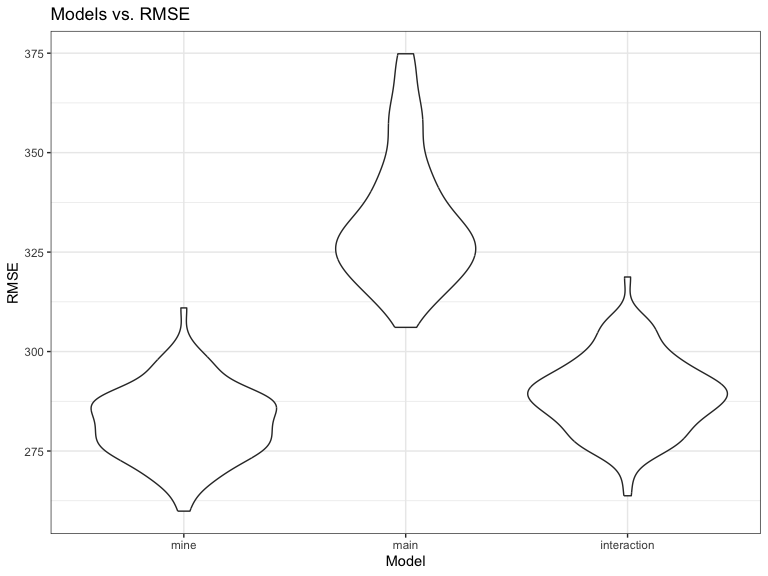 Models vs. RMSE
375
350
325
300
275
RMSE
mine
main
interaction
Model